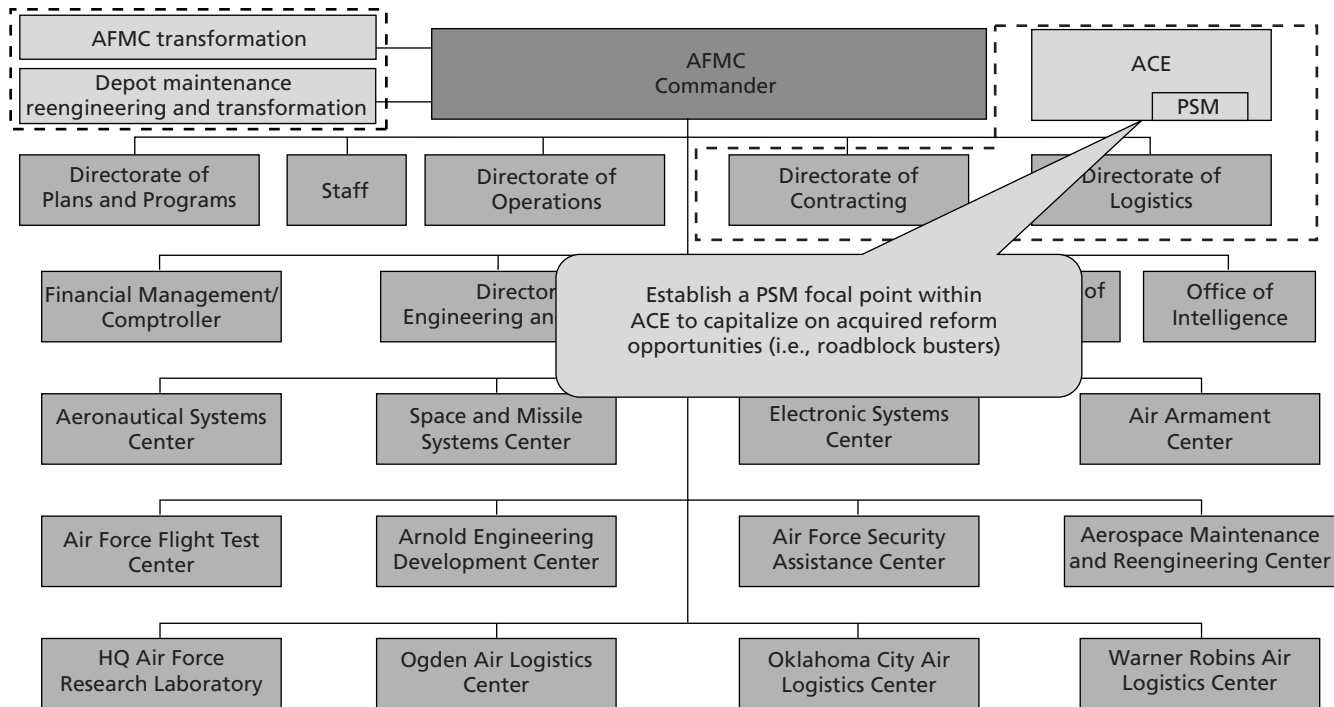 AFMC transformation
Depot maintenance
reengineering and transformation
AFMC
Commander
ACE
PSM
Directorate of
Plans and Programs
Staff
Directorate of
Operations
Directorate of
Contracting
Directorate of
Logistics
Financial Management/
Comptroller
Engineering
of
Office of
Intelligence
Establish a PSM focal point within
ACE to capitalize on acquired reform
opportunities (i.e., roadblock busters)
Aeronautical Systems
Center
Space and Missile
Systems Center
Electronic Systems
Center
Air Armament
Center
Air Force Flight Test
Center
Arnold Engineering
Development Center
Air Force Security
Assistance Center
Aerospace Maintenance
and Reengineering Center
HQ Air Force
Research Laboratory
Ogden Air Logistics
Center
Oklahoma City Air
Logistics Center
Warner Robins Air
Logistics Center